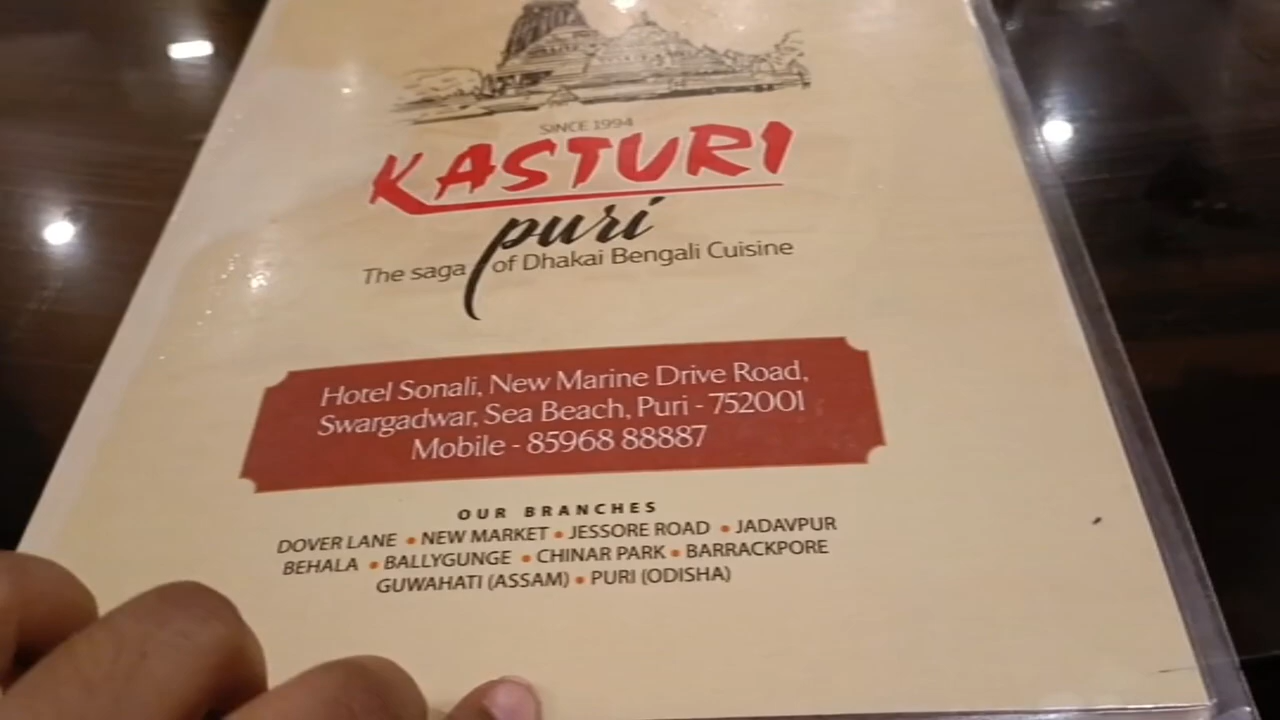 SINCE 1994
KASTURI
puri
The saga of Dhakai Bengali Cuisine
Hotel Sonali, New Marine Drive Road,
Swargadwar, Sea Beach, Puri - 752001
Mobile - 85968 88887
OUR BRANCHES
DOVER LANE • NEW MARKET • JESSORE ROAD • JADAVPUR
BEHALA • BALLYGUNGE • CHINAR PARK • BARRACKPORE
GUWAHATI (ASSAM) • PURI (ODISHA)